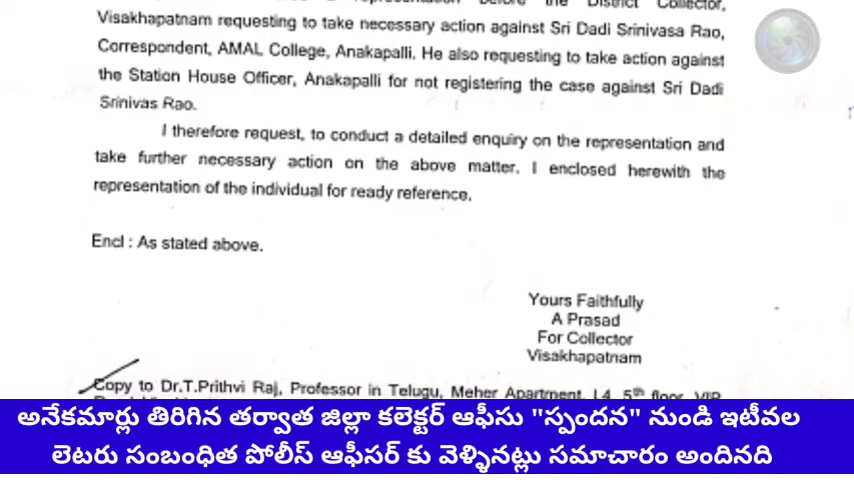 representation before the District Collector,
Visakhapatnam requesting to take necessary action against Sri Dadi Srinivasa Rao,
Correspondent, AMAL College, Anakapalli. He also requesting to take action against
the Station House Officer, Anakapalli for not registering the case against Sri Dadi
Srinivas Rao.
I therefore request, to conduct a detailed enquiry on the representation and
take further necessary action on the above matter. I enclosed herewith the
representation of the individual for ready reference.
Encl : As stated above.
Yours Faithfully
A Prasad
For Collector
Visakhapatnam
Copy to Dr.T.Prithvi Raj, Professor in Telugu, Meher Apartment, L4, 5th floor, VIP
అనేకమార్లు తిరిగిన తర్వాత జిల్లా కలెక్టర్ ఆఫీసు "స్పందన" నుండి ఇటీవల
లెటరు సంబంధిత పోలీస్ ఆఫీసర్ కు వెళ్ళినట్లు సమాచారం అందినది